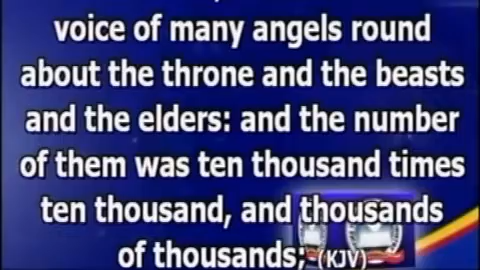 voice of many angels round
about the throne and the beasts
and the elders: and the number
of them was ten thousand times
ten thousand, and thousands
of thousands; (KJV)